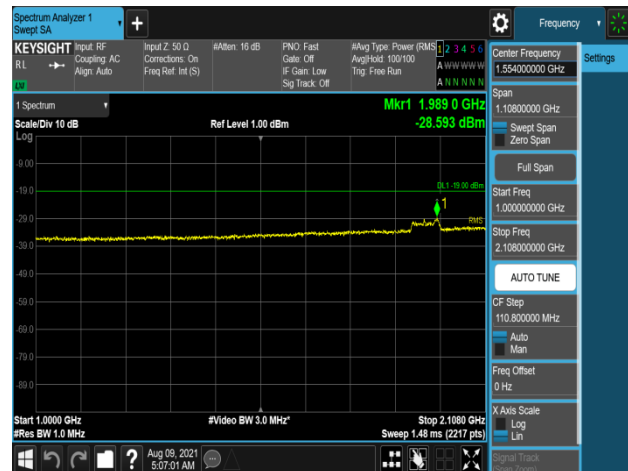 Spectrum Analyzer 1
Swept SA
Frequency
KEYSIGHT
RL
Input: RF
Coupling: AC
Align: Auto
Input Z: 50 Ω
Corrections: On
Freq Ref: Int (S)
#Atten: 16 dB
PNO: Fast
Gate: Off
IF Gain: Low
Sig Track: Off
#Avg Type: Power (RMS
Avg|Hold: 100/100
Trig: Free Run
1 2 3 4 5 6
A W W W W W
A N N N N N
Center Frequency
1.554000000 GHz
Settings
Span
1.10800000 GHz
Swept Span
Zero Span
Full Span
Start Freq
1.000000000 GHz
Stop Freq
2.108000000 GHz
AUTO TUNE
CF Step
110.800000 MHz
Auto
Man
Freq Offset
0 Hz
X Axis Scale
Log
Lin
Signal Track
(Span Zoom)
1 Spectrum
Scale/Div 10 dB
Log
Ref Level 1.00 dBm
Mkr1 1.989 0 GHz
-28.593 dBm
-9.00
-19.0
-29.0
-39.0
-49.0
-59.0
-69.0
-79.0
-89.0
DL1 -19.00 dBm
1
RMS
Start 1.0000 GHz
#Res BW 1.0 MHz
#Video BW 3.0 MHz*
Stop 2.1080 GHz
Sweep 1.48 ms (2217 pts)
Aug 09, 2021
5:07:01 AM